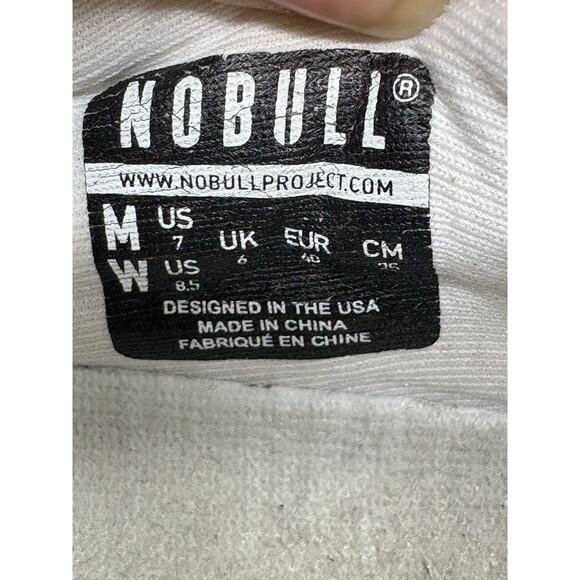 NOBULL®
WWW.NOBULLPROJECT.COM
M US 7 UK 6 EUR 40 CM
W US 8.5
DESIGNED IN THE USA
MADE IN CHINA
FABRIQUÉ EN CHINE